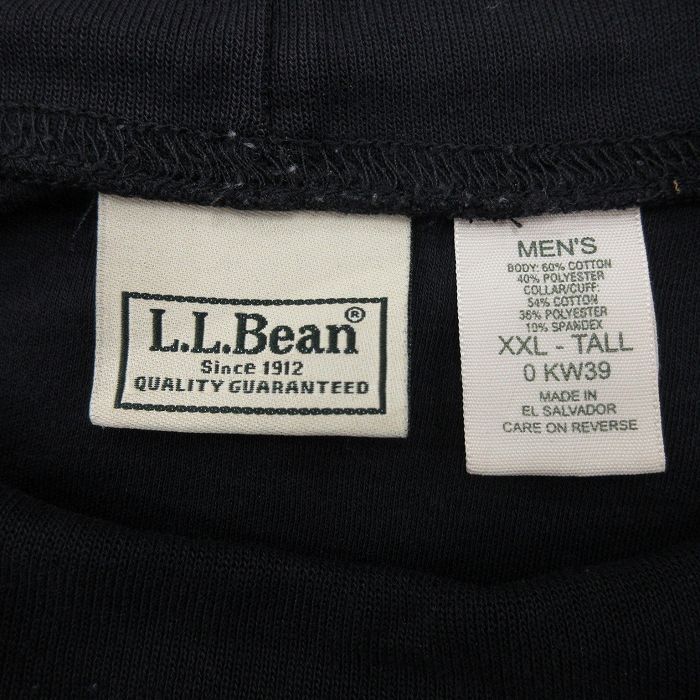 L.L.Bean®
Since 1912
QUALITY GUARANTEED
MEN'S
BODY: 60% COTTON
40% POLYESTER
COLLAR/CUFF:
54% COTTON
36% POLYESTER
10% SPANDEX
XXL - TALL
0 KW39
MADE IN
EL SALVADOR
CARE ON REVERSE